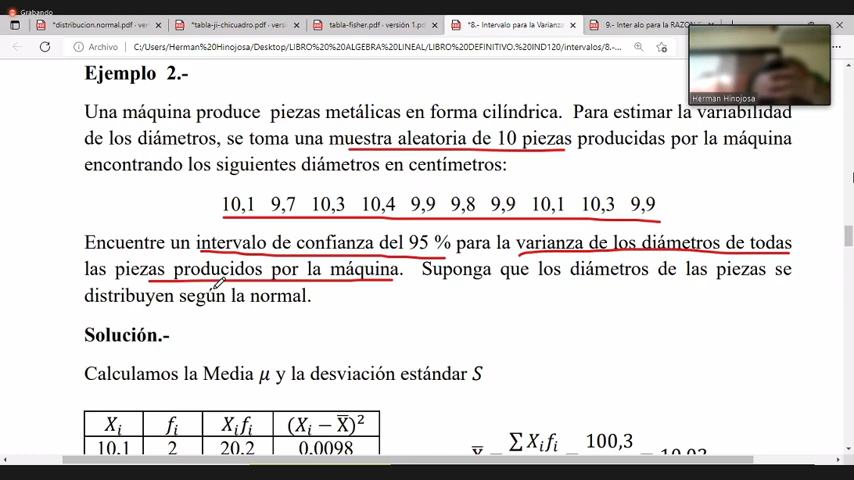 Grabando
*distribucion.normal.pdf - versión
*tabla-ji-chicuadro.pdf - versión
tabla-fisher.pdf - versión 1.pd
*8.- Intervalo para la Varianza
9.- Inter alo para la RAZON
Archivo C:/Users/Herman%20Hinojosa/Desktop/LIBRO%20%20ALGEBRA%20LINEAL/LIBRO%20DEFINITIVO.%20IND120/intervalos/8.-...
Herman Hinojosa
Ejemplo 2.-
Una máquina produce piezas metálicas en forma cilíndrica. Para estimar la variabilidad
de los diámetros, se toma una muestra aleatoria de 10 piezas producidas por la máquina
encontrando los siguientes diámetros en centímetros:
10,1 9,7 10,3 10,4 9,9 9,8 9,9 10,1 10,3 9,9
Encuentre un intervalo de confianza del 95 % para la varianza de los diámetros de todas
las piezas producidos por la máquina. Suponga que los diámetros de las piezas se
distribuyen según la normal.
Solución.-
Calculamos la Media μ y la desviación estándar S
Xᵢ fᵢ Xᵢfᵢ (Xᵢ − X̅)²
10,1 2 20,2 0,0098
X̅ = ∑ Xᵢfᵢ = 100,3 = 10,03